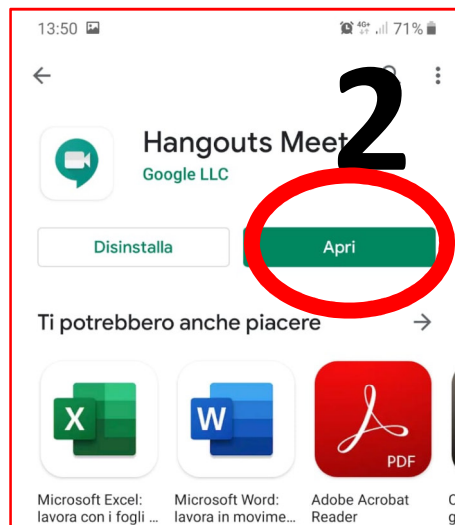 13:50 4G+ 71%
2
Hangouts Meet
Google LLC
Disinstalla Apri
Ti potrebbero anche piacere
X W PDF
Microsoft Excel: Microsoft Word: Adobe Acrobat
lavora con i fogli ... lavora in movime... Reader